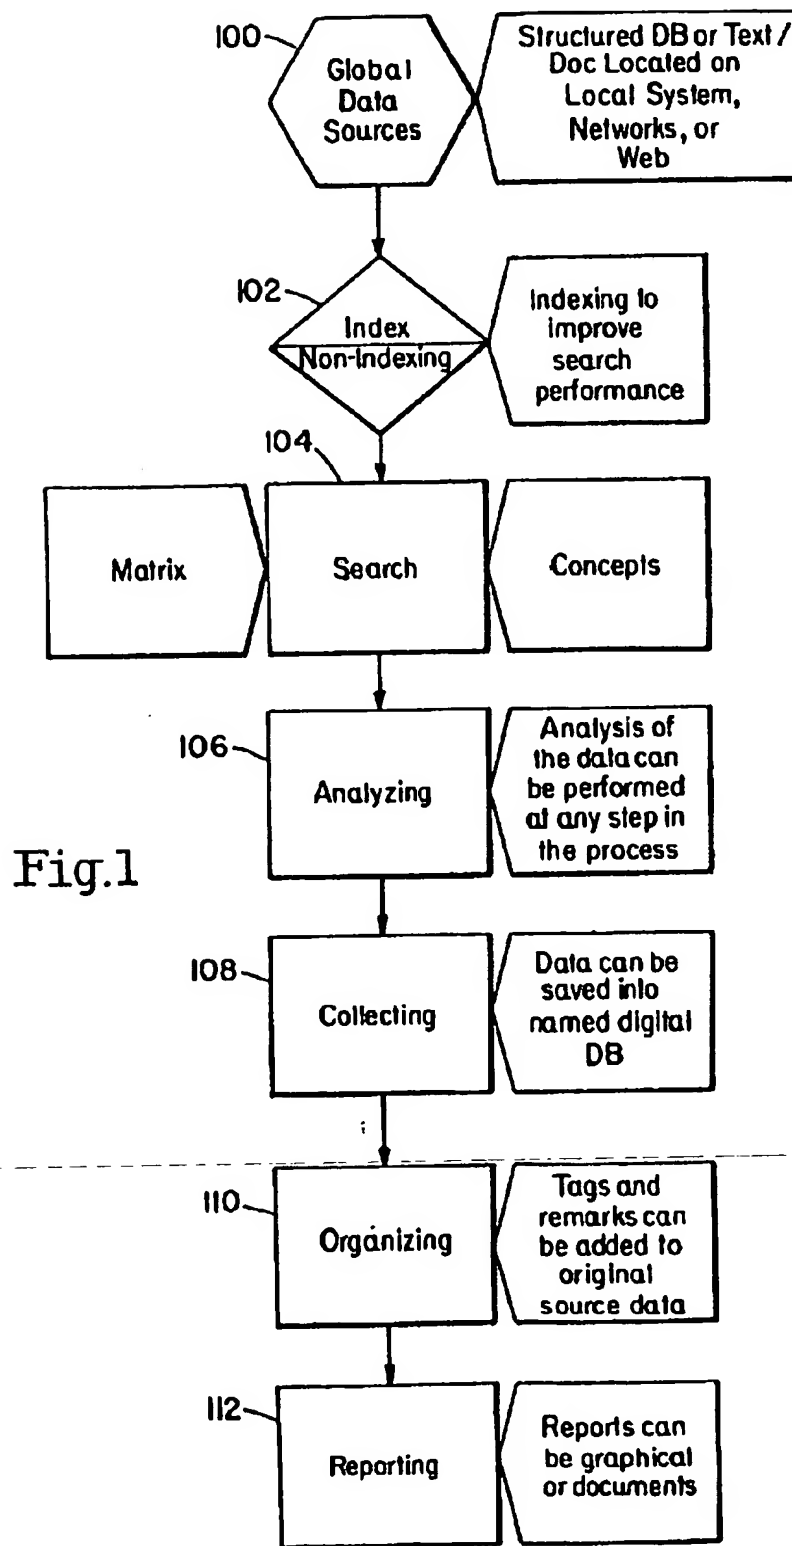 100
Global
Data
Sources
Structured DB or Text /
Doc Located on
Local System,
Networks, or
Web
102
Index
Non-Indexing
Indexing to
improve
search
performance
104
Matrix
Search
Concepts
106
Analyzing
Analysis of
the data can
be performed
at any step in
the process
Fig.1
108
Collecting
Data can be
saved into
named digital
DB
110
Organizing
Tags and
remarks can
be added to
original
source data
112
Reporting
Reports can
be graphical
or documents